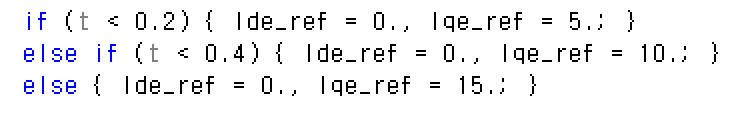 if (t < 0.2) { Ide_ref = 0., Iqe_ref = 5.; }
else if (t < 0.4) { Ide_ref = 0., Iqe_ref = 10.; }
else { Ide_ref = 0., Iqe_ref = 15.; }